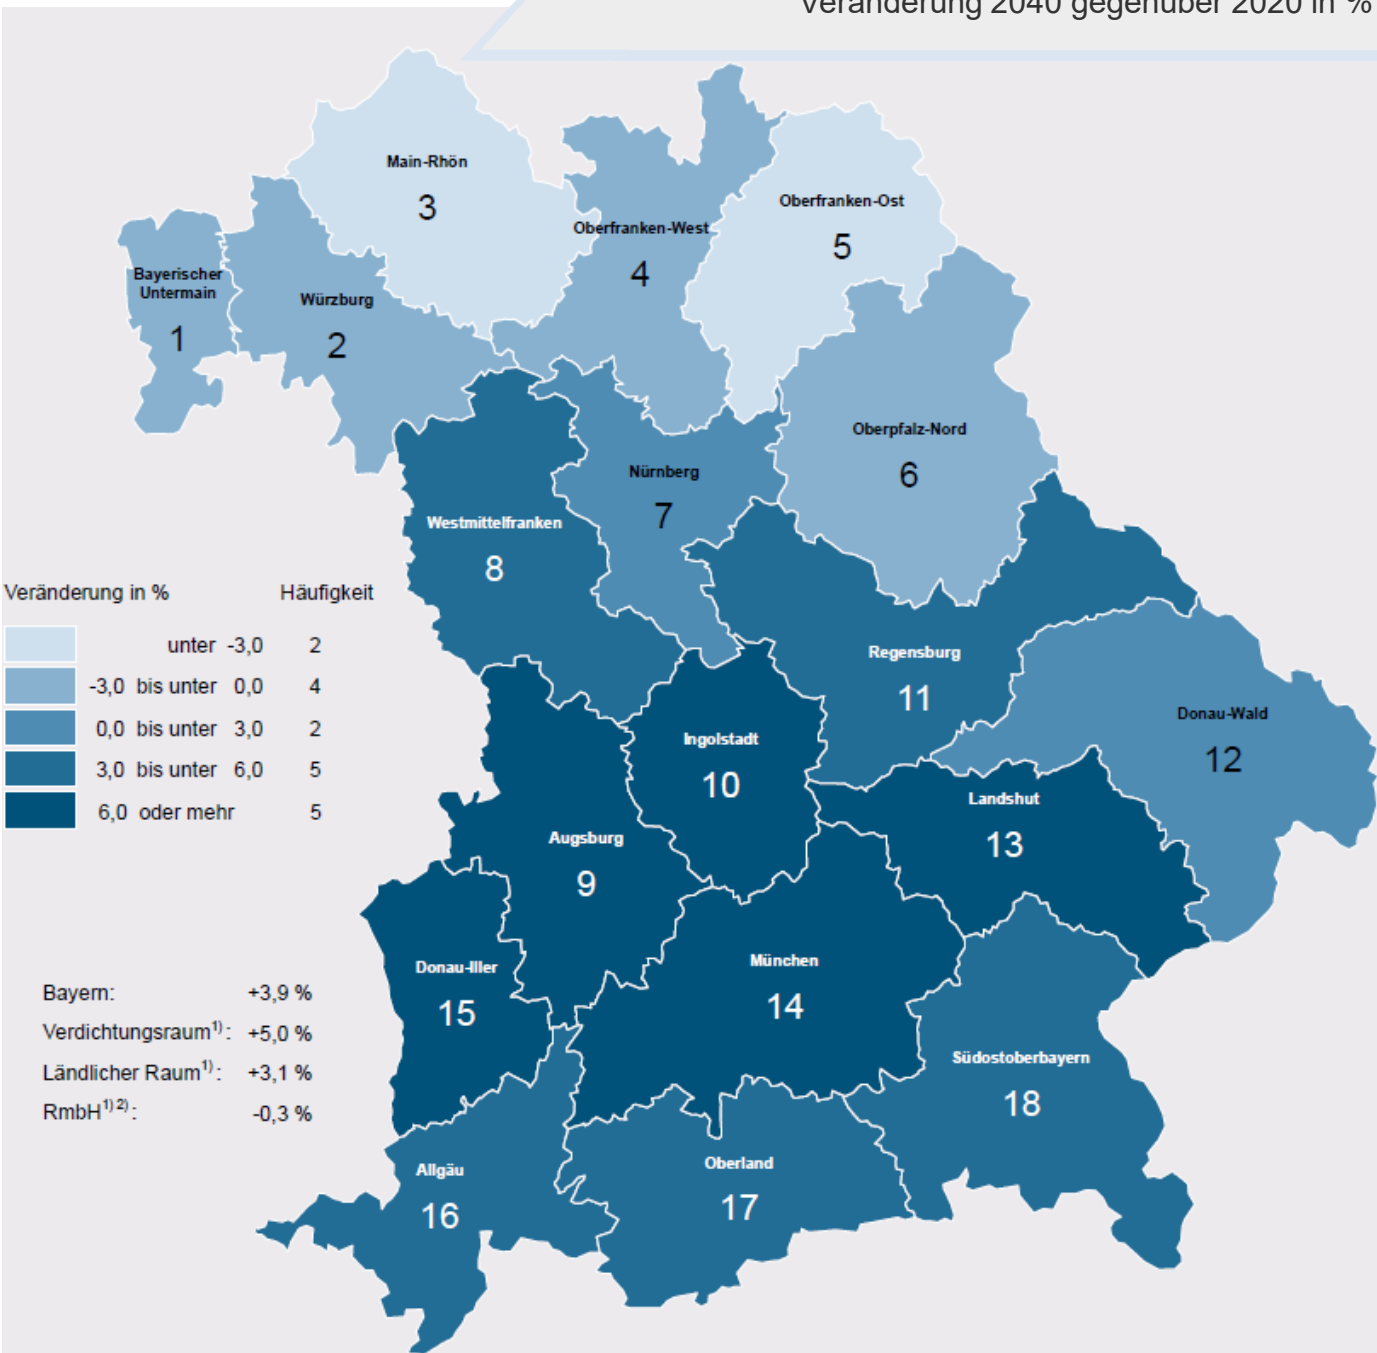 Veränderung 2040 gegenüber 2020 in %
Main-Rhön
3
Oberfranken-West
4
Oberfranken-Ost
5
Bayerischer
Untermain
1
Würzburg
2
Oberpfalz-Nord
6
Nürnberg
7
Westmittelfranken
8
Regensburg
11
Donau-Wald
12
Ingolstadt
10
Landshut
13
Augsburg
9
München
14
Donau-Iller
15
Südostoberbayern
18
Allgäu
16
Oberland
17
Veränderung in % Häufigkeit
unter -3,0 2
-3,0 bis unter 0,0 4
0,0 bis unter 3,0 2
3,0 bis unter 6,0 5
6,0 oder mehr 5
Bayern: +3,9 %
Verdichtungsraum1): +5,0 %
Ländlicher Raum1): +3,1 %
RmbH1) 2): -0,3 %